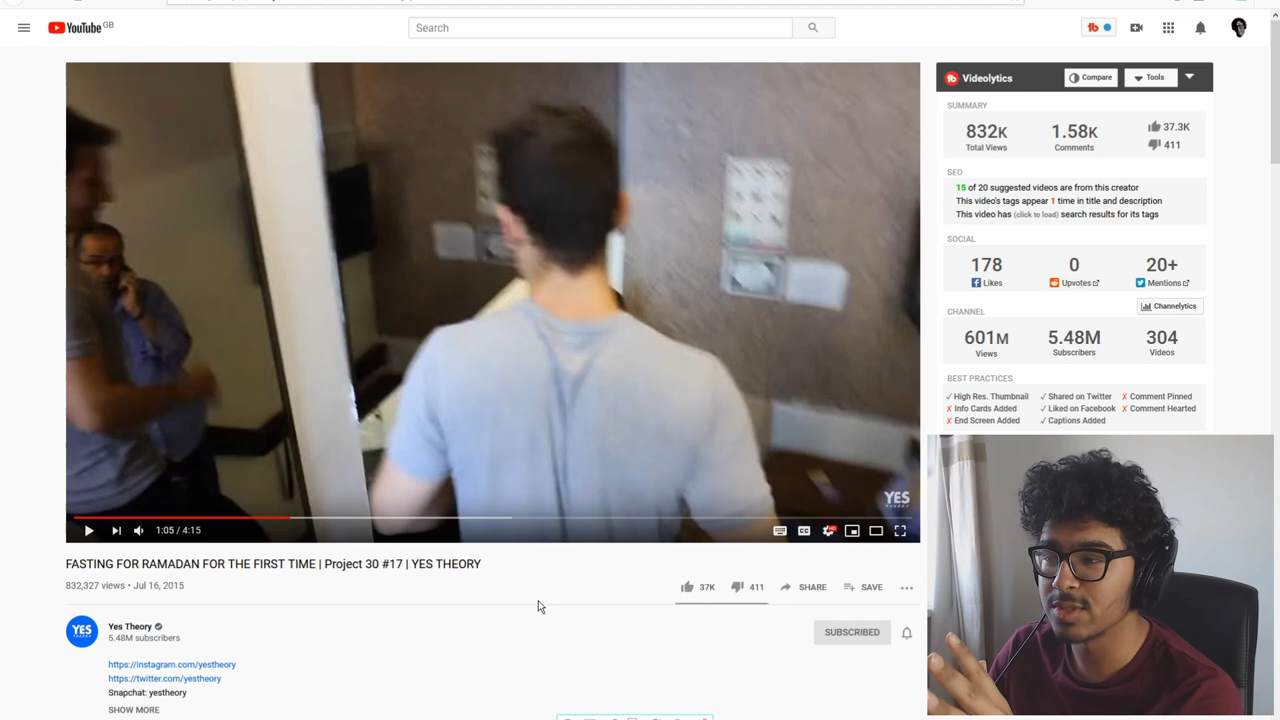 YouTube GB
Search
Videolytics
Compare
Tools
SUMMARY
832K
Total Views
1.58K
Comments
37.3K
411
SEO
15 of 20 suggested videos are from this creator
This video's tags appear 1 time in title and description
This video has (click to load) search results for its tags
SOCIAL
178
Likes
0
Upvotes
20+
Mentions
CHANNEL
Channelytics
601M
Views
5.48M
Subscribers
304
Videos
BEST PRACTICES
✓ High Res. Thumbnail
✓ Shared on Twitter
✗ Comment Pinned
✗ Info Cards Added
✓ Liked on Facebook
✗ Comment Hearted
✗ End Screen Added
✓ Captions Added
YES
THEORY
1:05 / 4:15
CC
HD
FASTING FOR RAMADAN FOR THE FIRST TIME | Project 30 #17 | YES THEORY
832,327 views • Jul 16, 2015
37K
411
SHARE
SAVE
YES
THEORY
Yes Theory
5.48M subscribers
SUBSCRIBED
https://instagram.com/yestheory
https://twitter.com/yestheory
Snapchat: yestheory
SHOW MORE